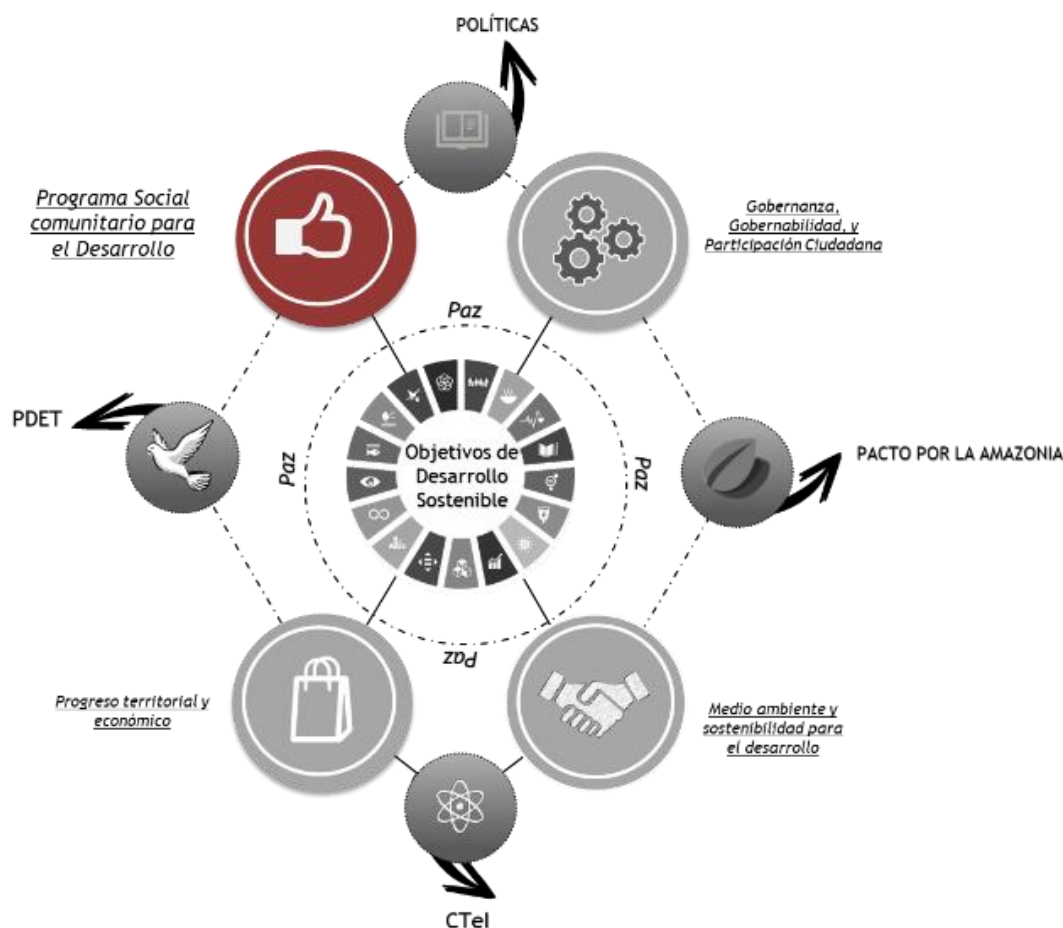 POLÍTICAS
Programa Social
comunitario para
el Desarrollo
Gobernanza,
Gobernabilidad, y
Participación Ciudadana
Paz
Paz
Paz
Paz
Objetivos de
Desarrollo
Sostenible
PDET
PACTO POR LA AMAZONIA
Progreso territorial y
económico
Medio ambiente y
sostenibilidad para
el desarrollo
CTeI